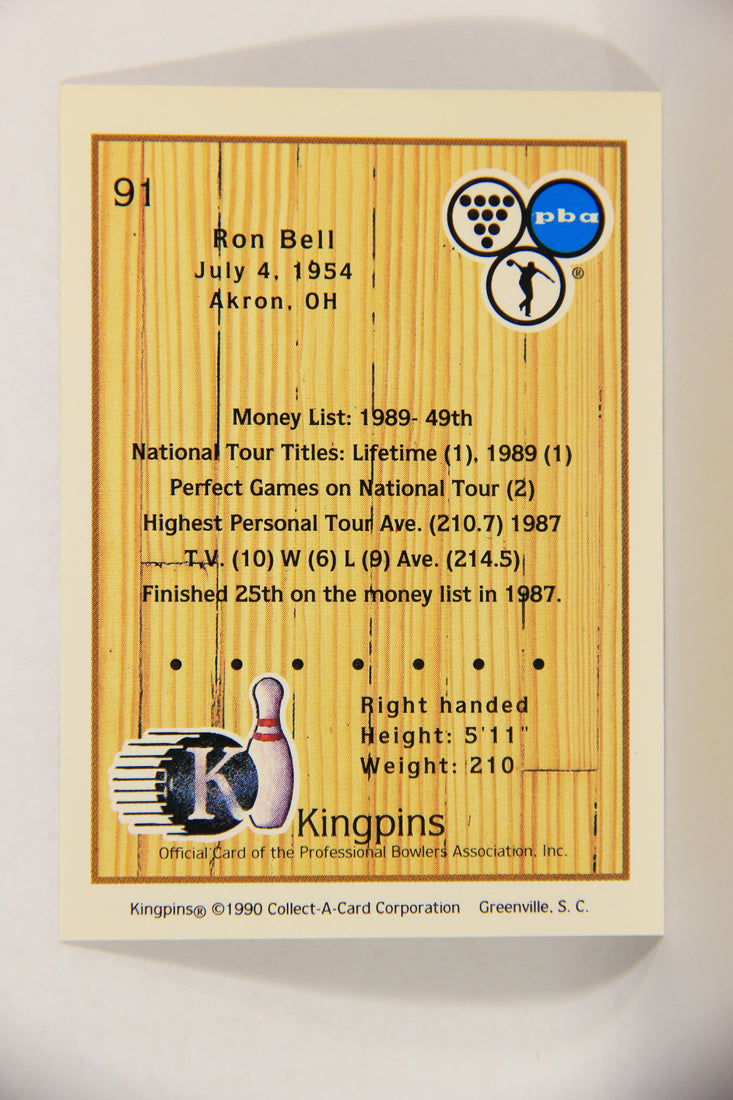 91
pba
®
Ron Bell
July 4, 1954
Akron, OH
Money List: 1989- 49th
National Tour Titles: Lifetime (1), 1989 (1)
Perfect Games on National Tour (2)
Highest Personal Tour Ave. (210.7) 1987
T.V. (10) W (6) L (9) Ave. (214.5)
Finished 25th on the money list in 1987.
Right handed
Height: 5'11"
Weight: 210
K
Kingpins
Official Card of the Professional Bowlers Association, Inc.
Kingpins® ©1990 Collect-A-Card Corporation Greenville, S. C.